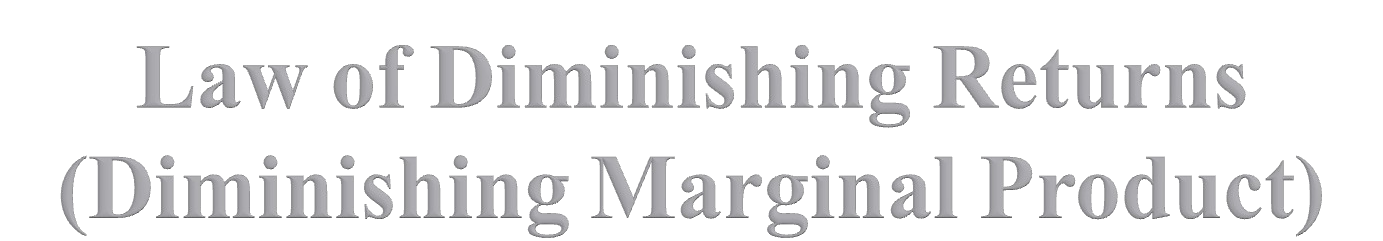 Law of Diminishing Returns
(Diminishing Marginal Product)